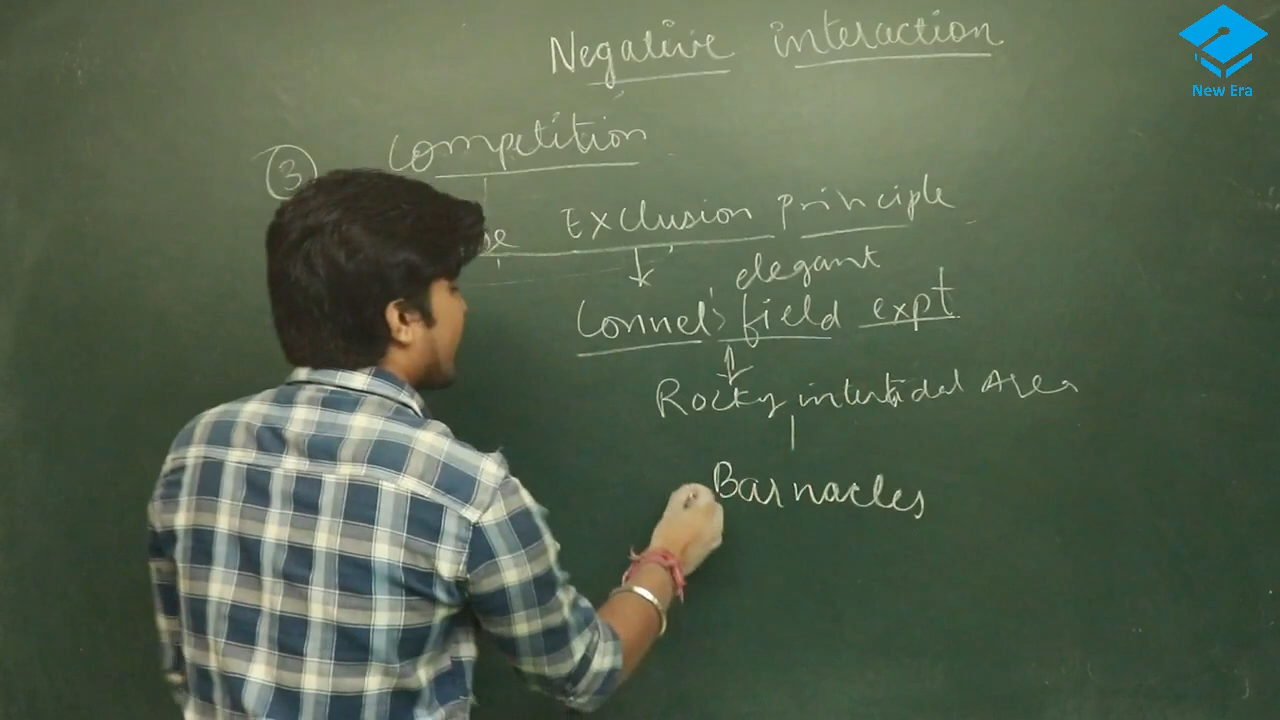 Negative interaction
New Era
③ Competition
Exclusion principle
elegant
Connel's field expt
Rocky intertidal Area
Barnacles